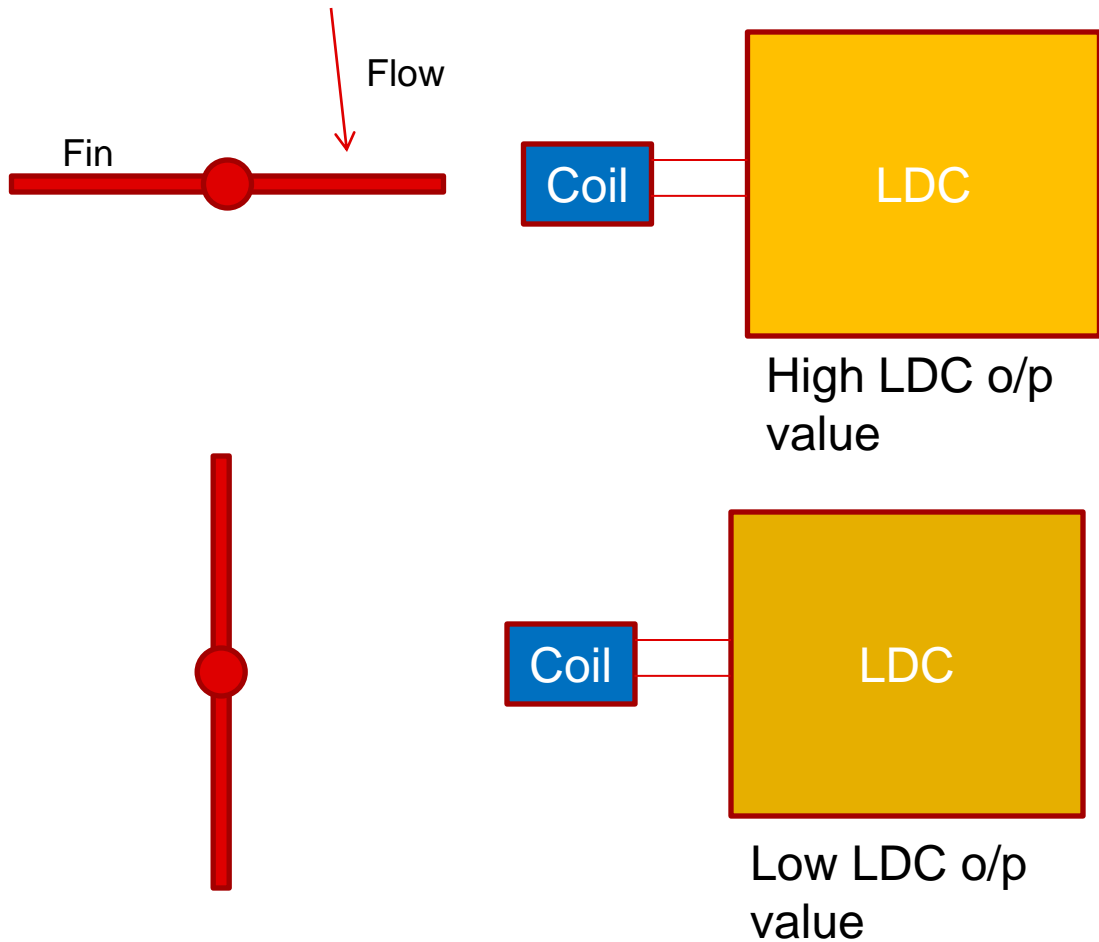 Flow
Fin
Coil
LDC
High LDC o/p
value
Coil
LDC
Low LDC o/p
value